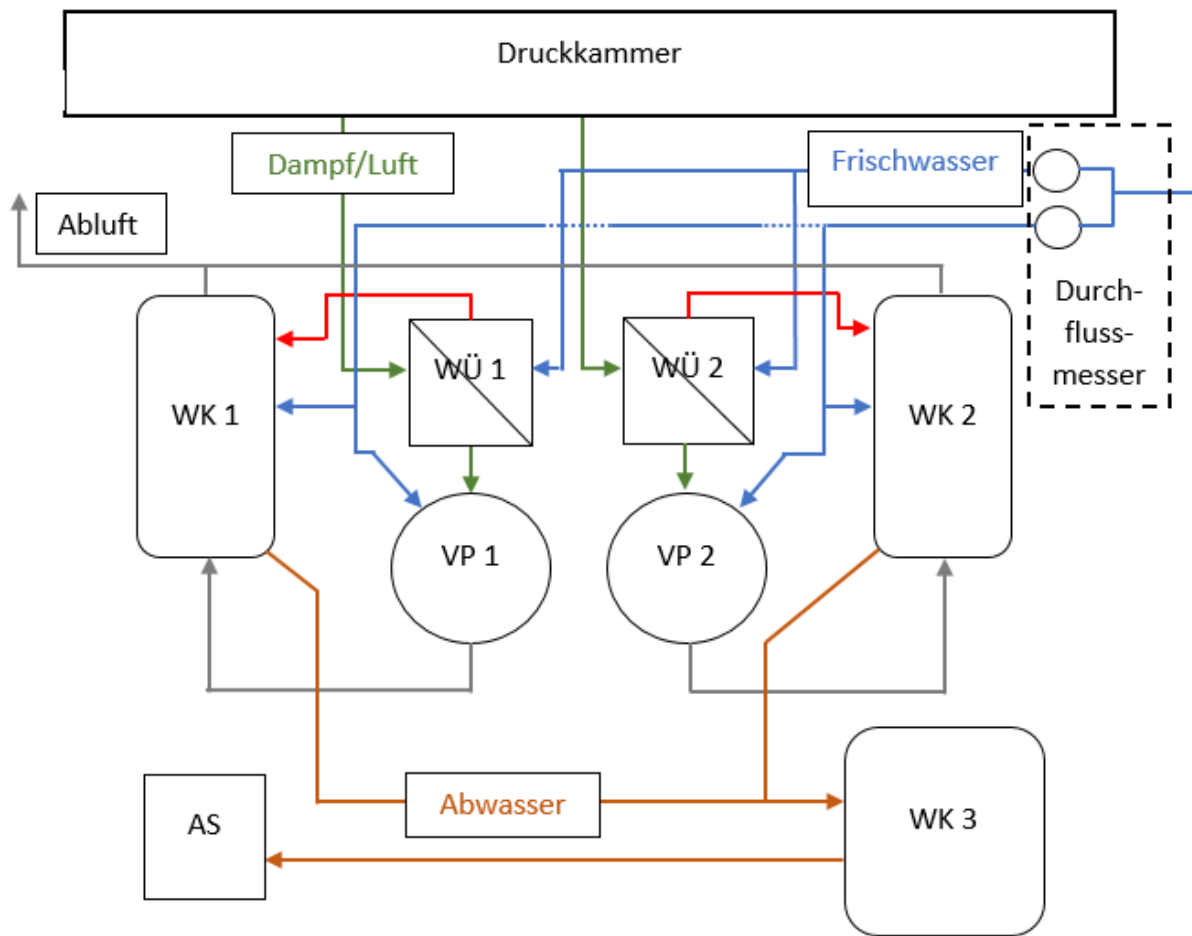 Druckkammer
Dampf/Luft
Frischwasser
Abluft
Durch-
fluss-
messer
WÜ 1
WÜ 2
WK 1
WK 2
VP 1
VP 2
Abwasser
AS
WK 3